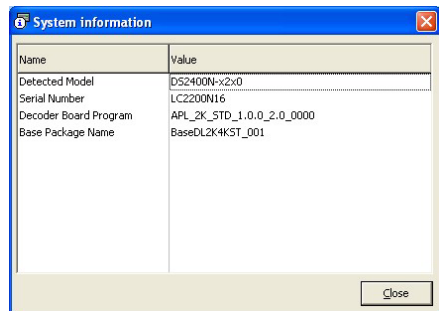 System information
Name Value
Detected Model DS2400N-x2x0
Serial Number LC2200N16
Decoder Board Program APL_2K_STD_1.0.0_2.0_0000
Base Package Name BaseDL2K4KST_001
Close